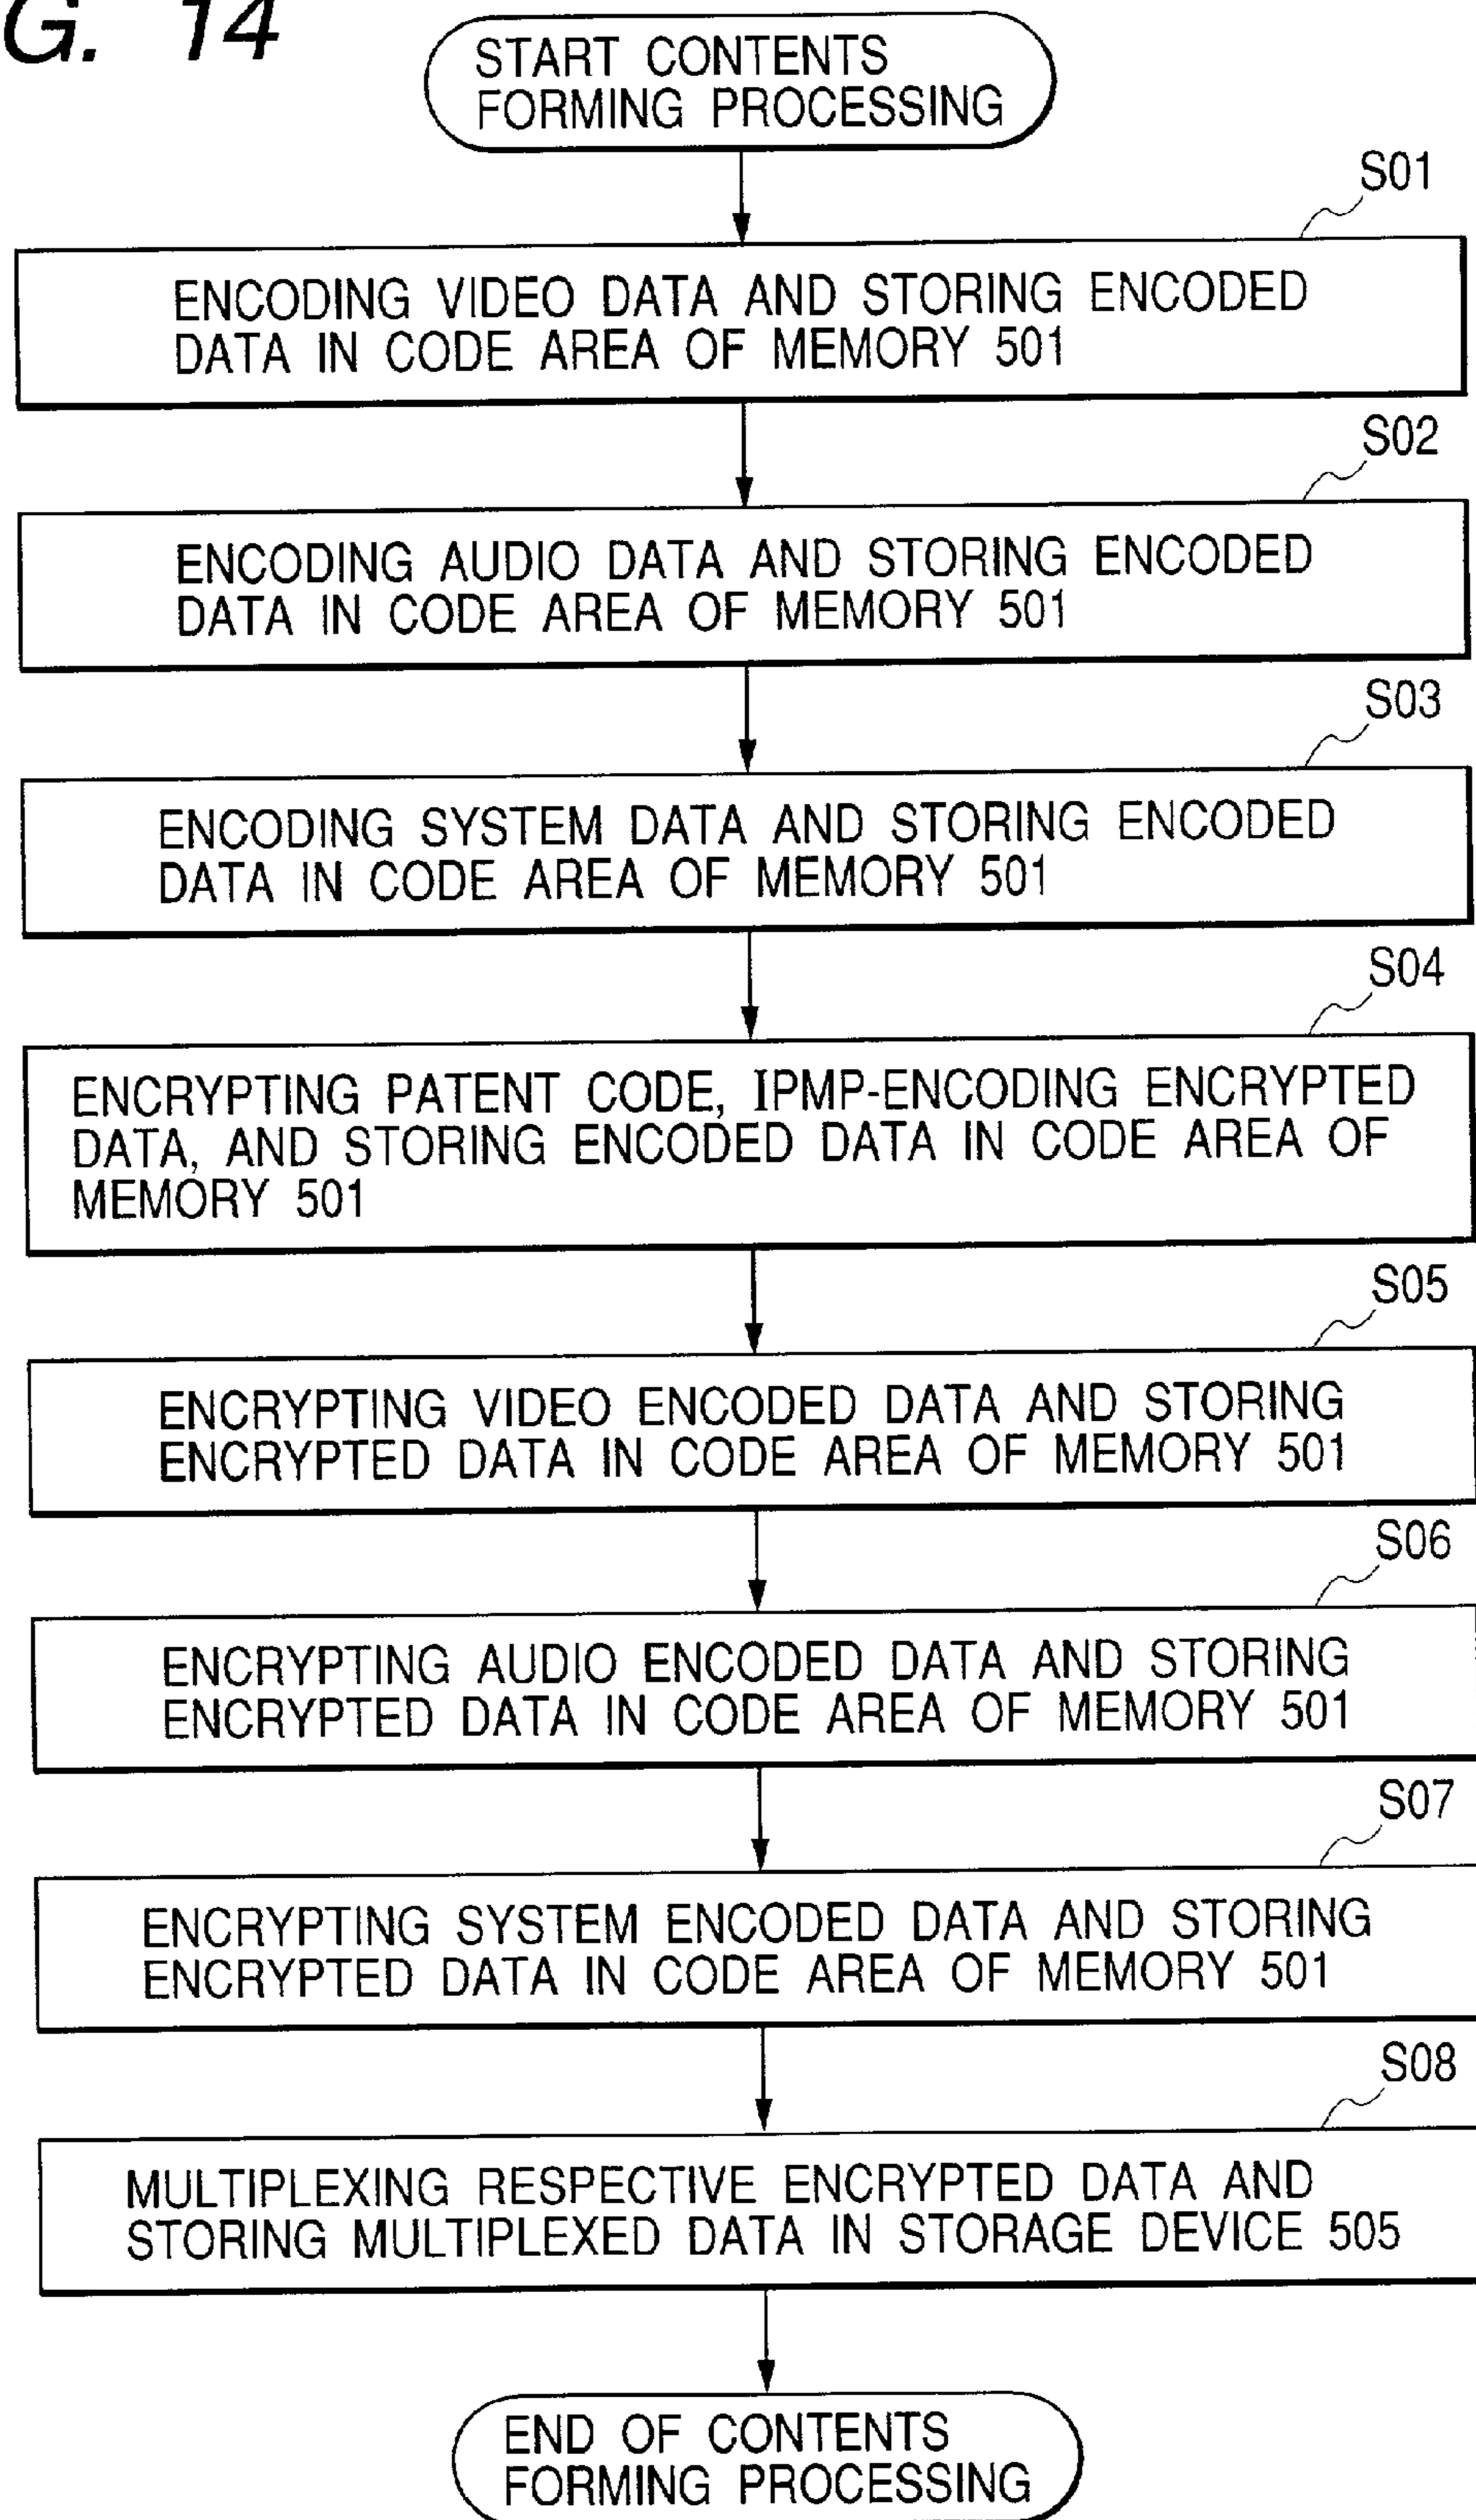 G. 14
START CONTENTS
FORMING PROCESSING
S01
ENCODING VIDEO DATA AND STORING ENCODED
DATA IN CODE AREA OF MEMORY 501
S02
ENCODING AUDIO DATA AND STORING ENCODED
DATA IN CODE AREA OF MEMORY 501
S03
ENCODING SYSTEM DATA AND STORING ENCODED
DATA IN CODE AREA OF MEMORY 501
S04
ENCRYPTING PATENT CODE, IPMP-ENCODING ENCRYPTED
DATA, AND STORING ENCODED DATA IN CODE AREA OF
MEMORY 501
S05
ENCRYPTING VIDEO ENCODED DATA AND STORING
ENCRYPTED DATA IN CODE AREA OF MEMORY 501
S06
ENCRYPTING AUDIO ENCODED DATA AND STORING
ENCRYPTED DATA IN CODE AREA OF MEMORY 501
S07
ENCRYPTING SYSTEM ENCODED DATA AND STORING
ENCRYPTED DATA IN CODE AREA OF MEMORY 501
S08
MULTIPLEXING RESPECTIVE ENCRYPTED DATA AND
STORING MULTIPLEXED DATA IN STORAGE DEVICE 505
END OF CONTENTS
FORMING PROCESSING